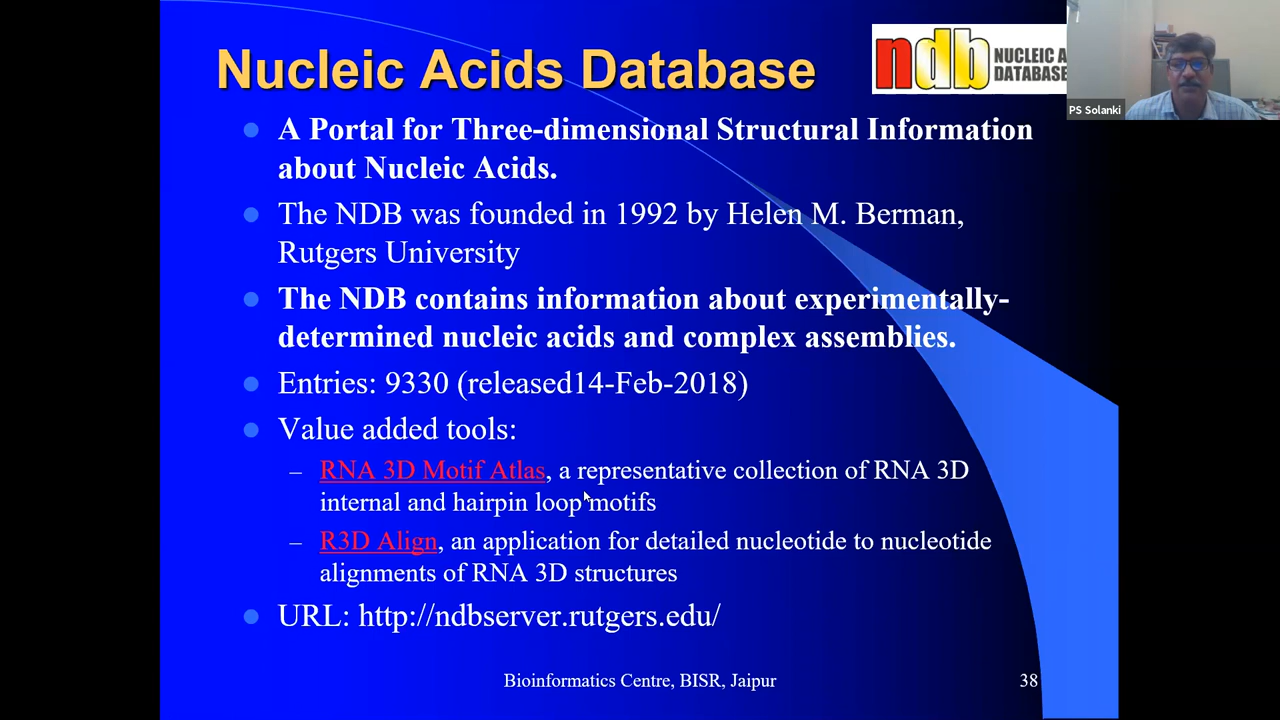 Nucleic Acids Database
ndb NUCLEIC A
DATABASE
PS Solanki
A Portal for Three-dimensional Structural Information
about Nucleic Acids.
The NDB was founded in 1992 by Helen M. Berman,
Rutgers University
The NDB contains information about experimentally-
determined nucleic acids and complex assemblies.
Entries: 9330 (released14-Feb-2018)
Value added tools:
– RNA 3D Motif Atlas, a representative collection of RNA 3D
internal and hairpin loop motifs
– R3D Align, an application for detailed nucleotide to nucleotide
alignments of RNA 3D structures
URL: http://ndbserver.rutgers.edu/
Bioinformatics Centre, BISR, Jaipur 38